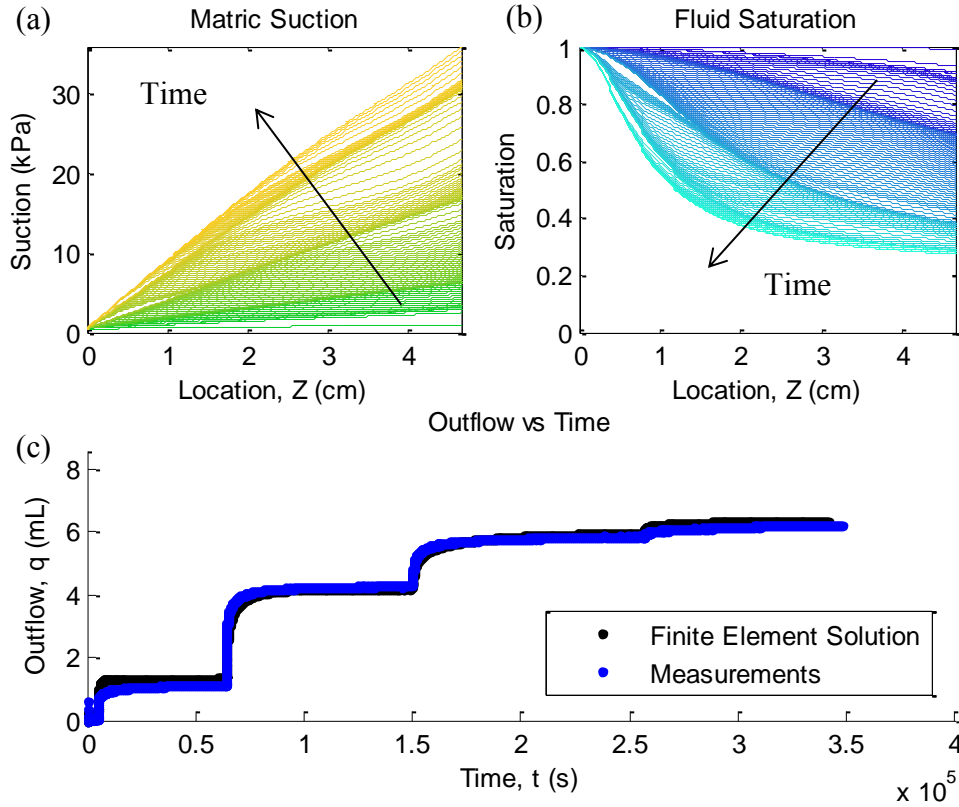 (a) Matric Suction
Suction (kPa)
30
20
10
0
Time
0 1 2 3 4
Location, Z (cm)
(b) Fluid Saturation
Saturation
1
0.8
0.6
0.4
0.2
0
Time
0 1 2 3 4
Location, Z (cm)
(c) Outflow vs Time
Outflow, q (mL)
8
6
4
2
0
Finite Element Solution
Measurements
0 0.5 1 1.5 2 2.5 3 3.5 4
Time, t (s)
x 10^5